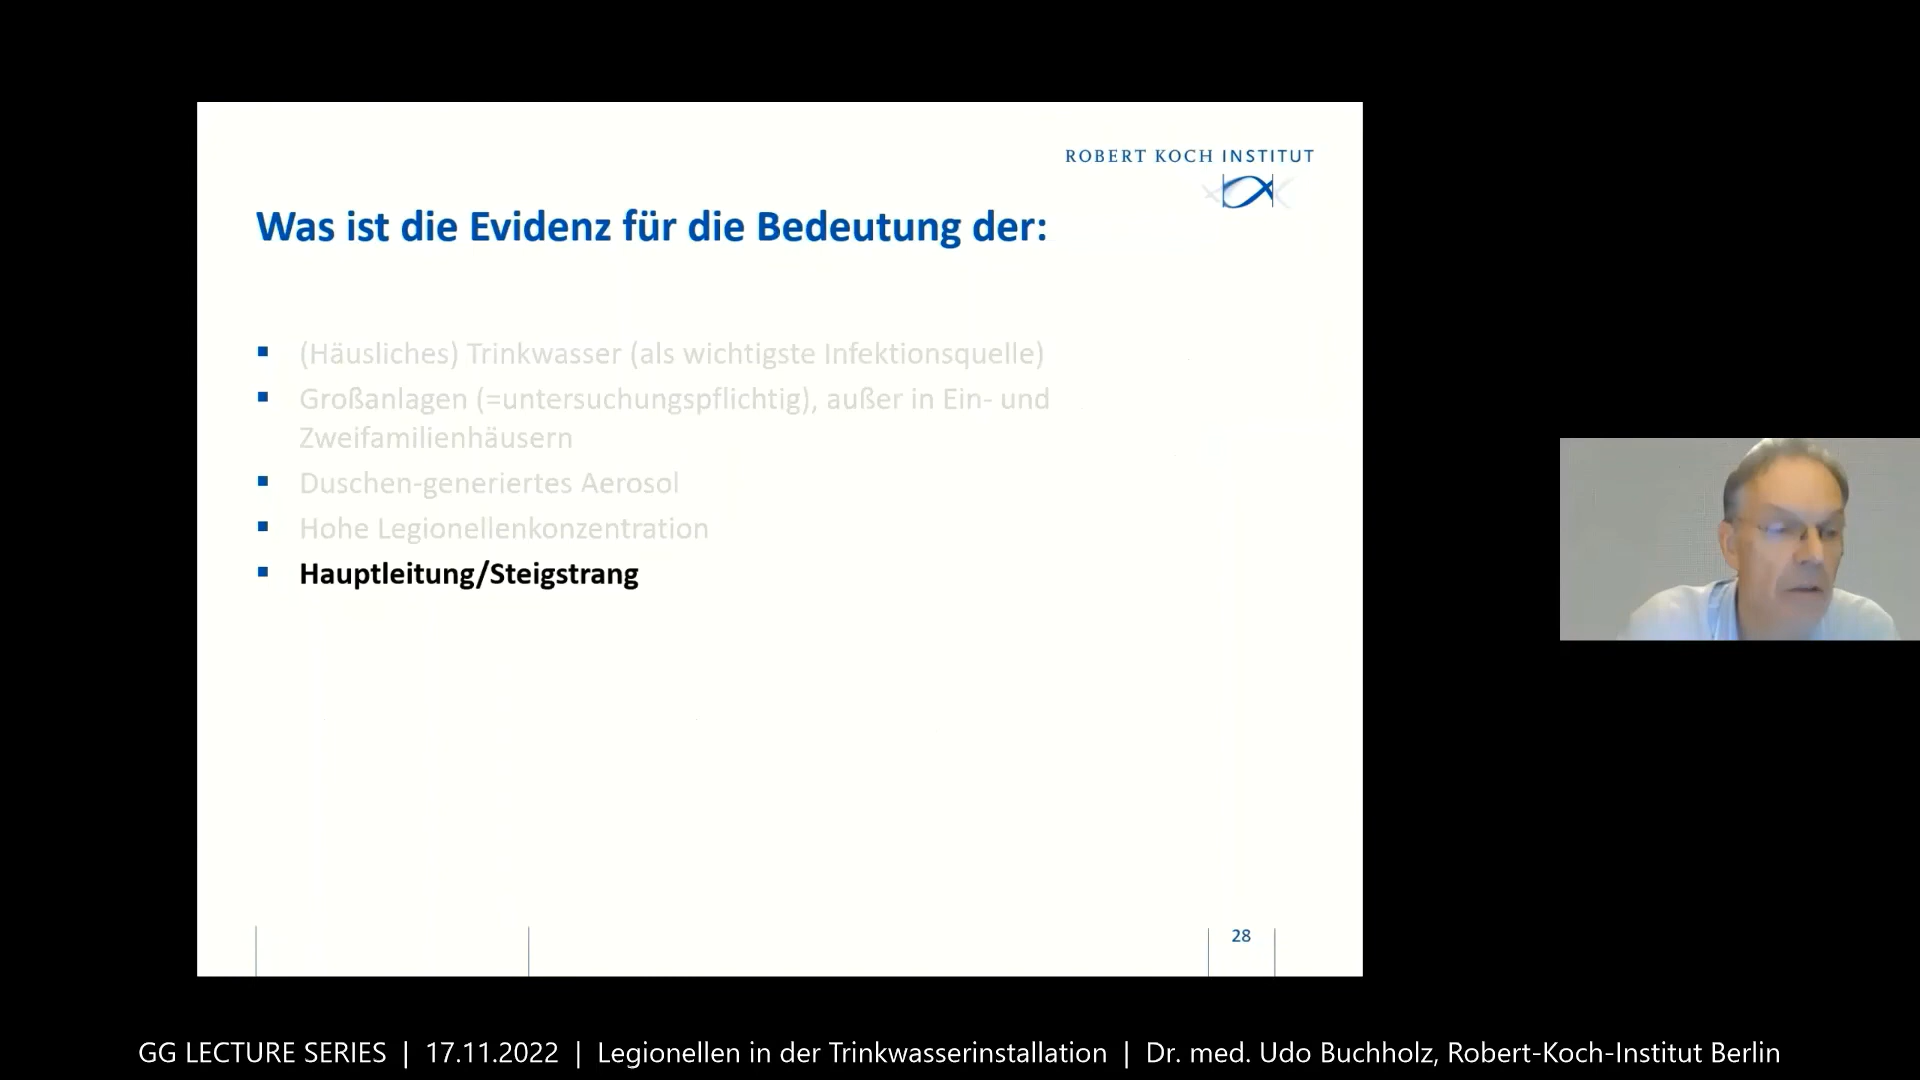 ROBERT KOCH INSTITUT
Was ist die Evidenz für die Bedeutung der:
(Häusliches) Trinkwasser (als wichtigste Infektionsquelle)
Großanlagen (=untersuchungspflichtig), außer in Ein- und
Zweifamilienhäusern
Duschen-generiertes Aerosol
Hohe Legionellenkonzentration
Hauptleitung/Steigstrang
28
GG LECTURE SERIES | 17.11.2022 | Legionellen in der Trinkwasserinstallation | Dr. med. Udo Buchholz, Robert-Koch-Institut Berlin